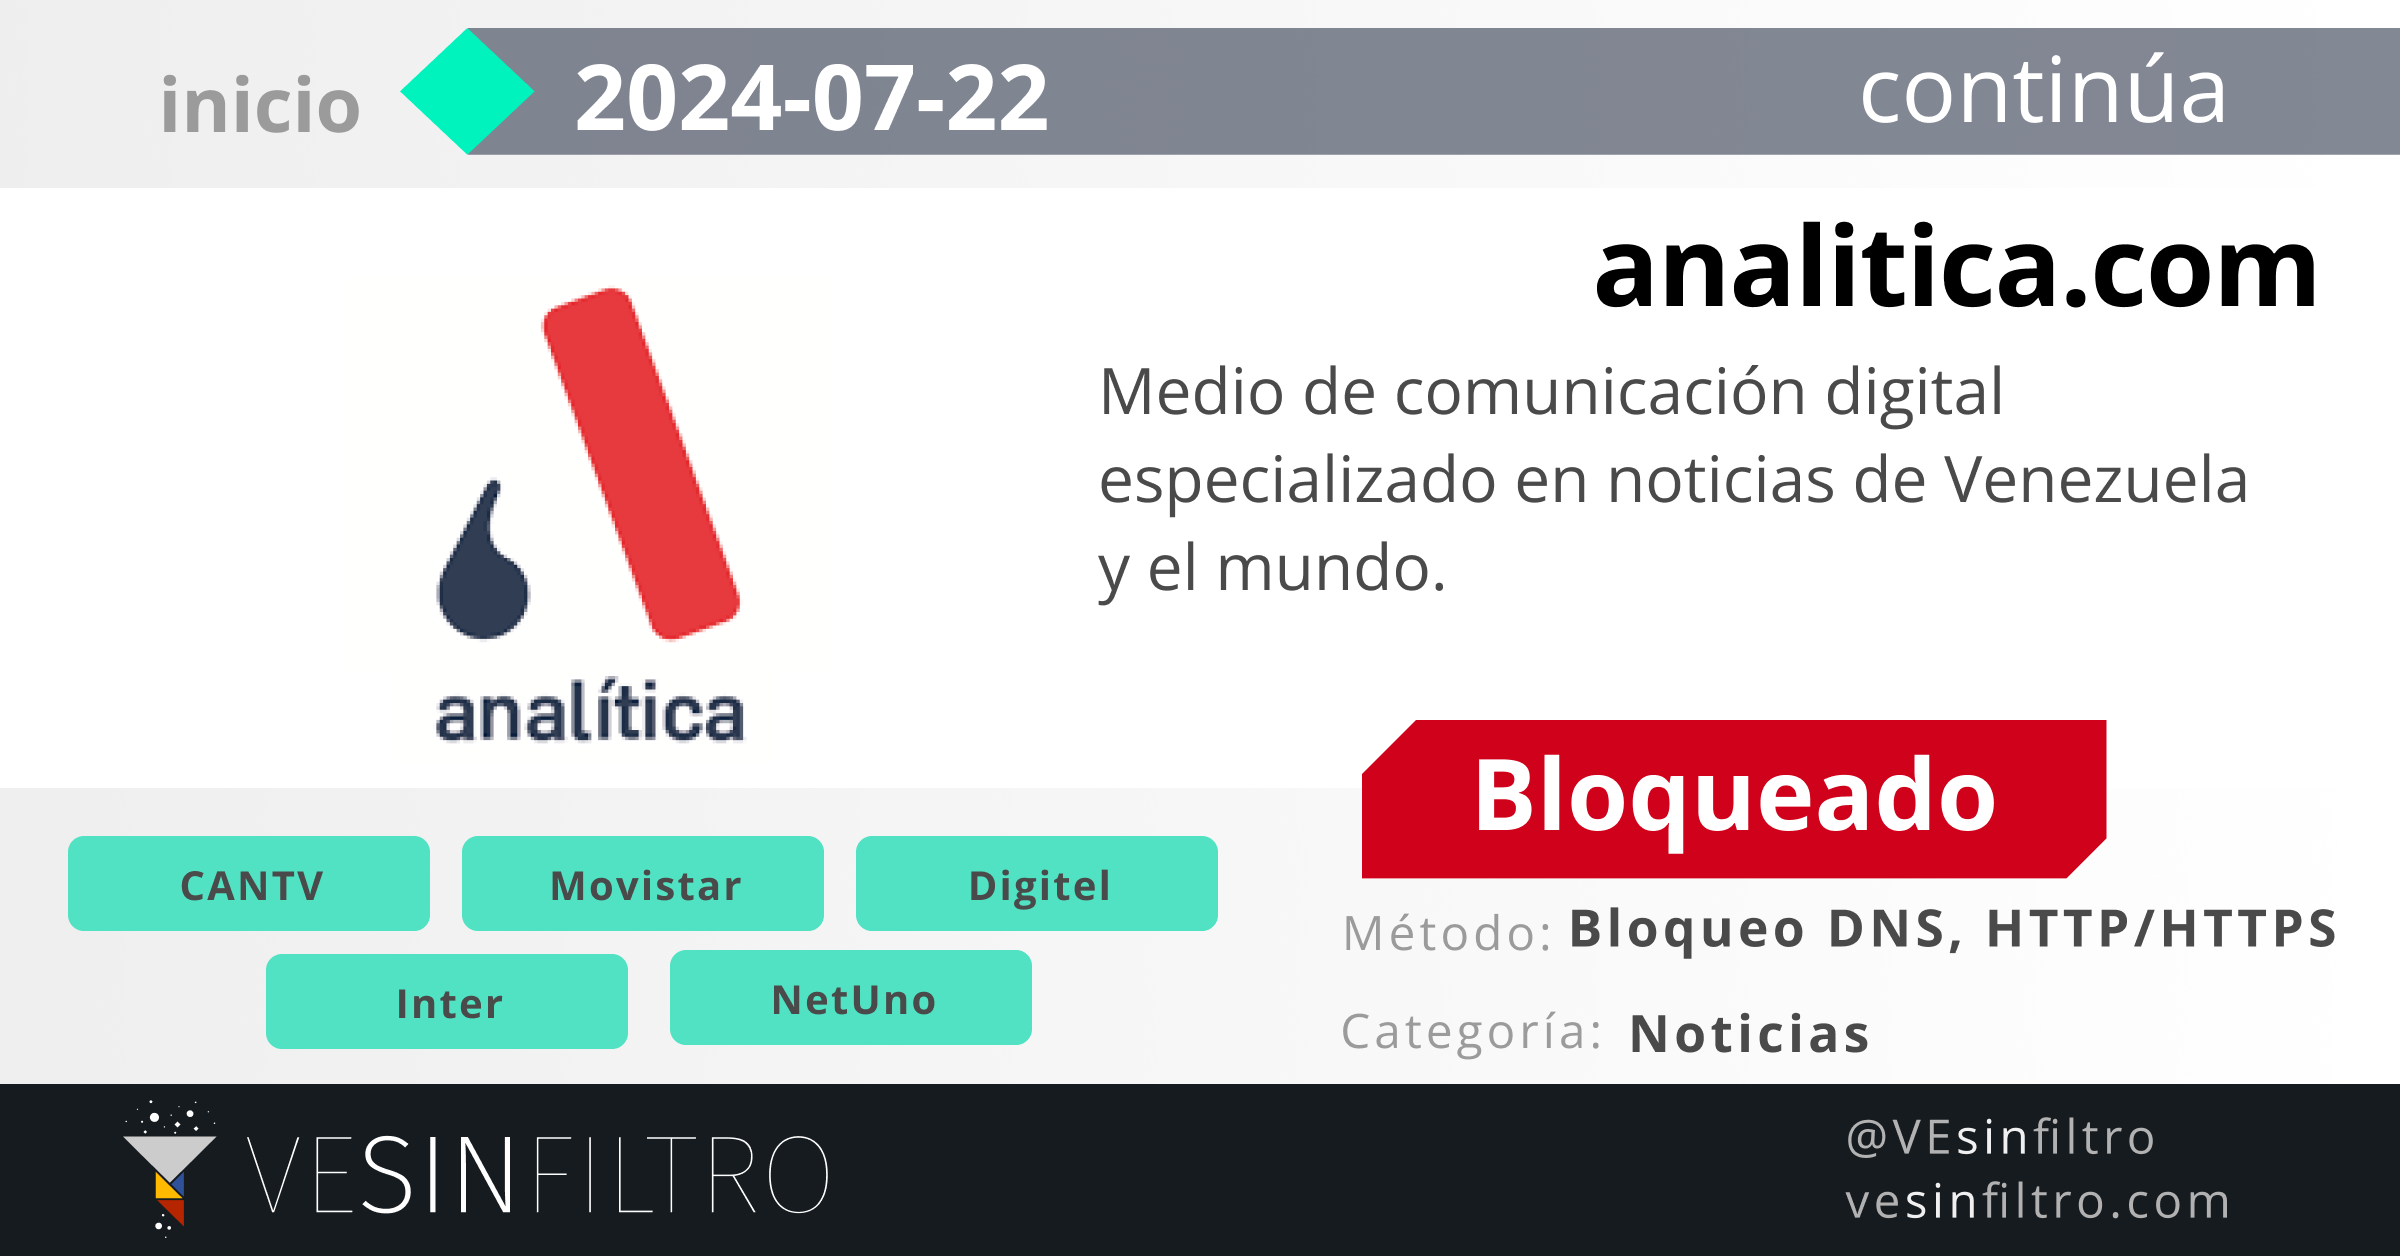 inicio 2024-07-22 continúa
analitica.com
Medio de comunicación digital
especializado en noticias de Venezuela
y el mundo.
analítica
Bloqueado
CANTV Movistar Digitel
Inter NetUno
Método: Bloqueo DNS, HTTP/HTTPS
Categoría: Noticias
VESINFILTRO
@VEsinfiltro
vesinfiltro.com